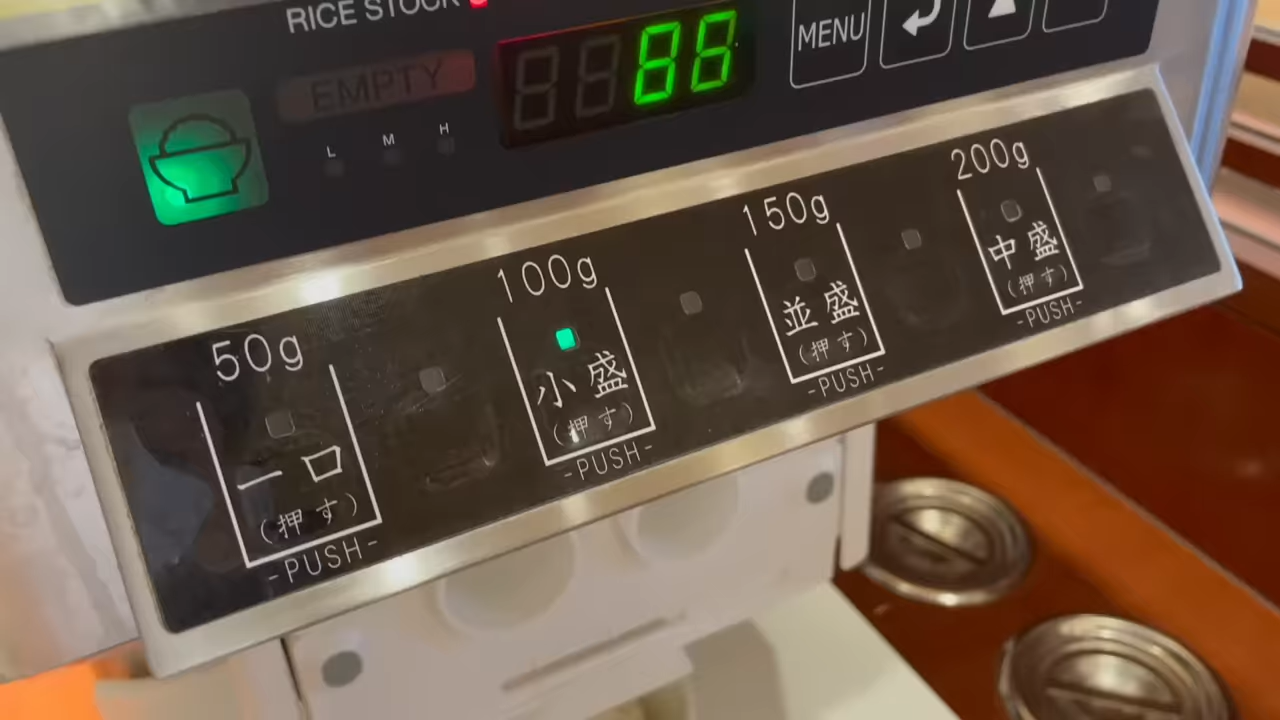 RICE STOCK
EMPTY
L M H
88
MENU
50g
一口
(押す)
-PUSH-
100g
小盛
(押す)
-PUSH-
150g
並盛
(押す)
-PUSH-
200g
中盛
(押す)
-PUSH-